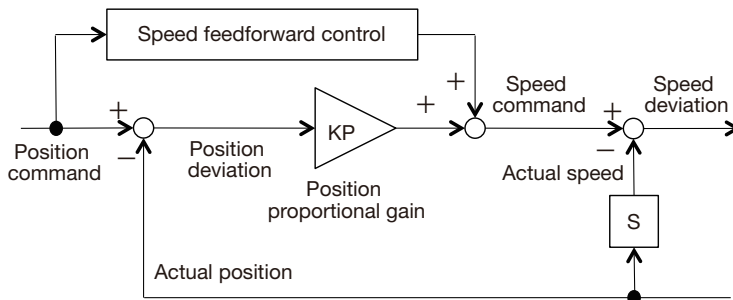 Speed feedforward control
+
+
+
−
Position
command
Position
deviation
KP
Position
proportional gain
+
Speed
command
+
−
Speed
deviation
Actual speed
S
Actual position